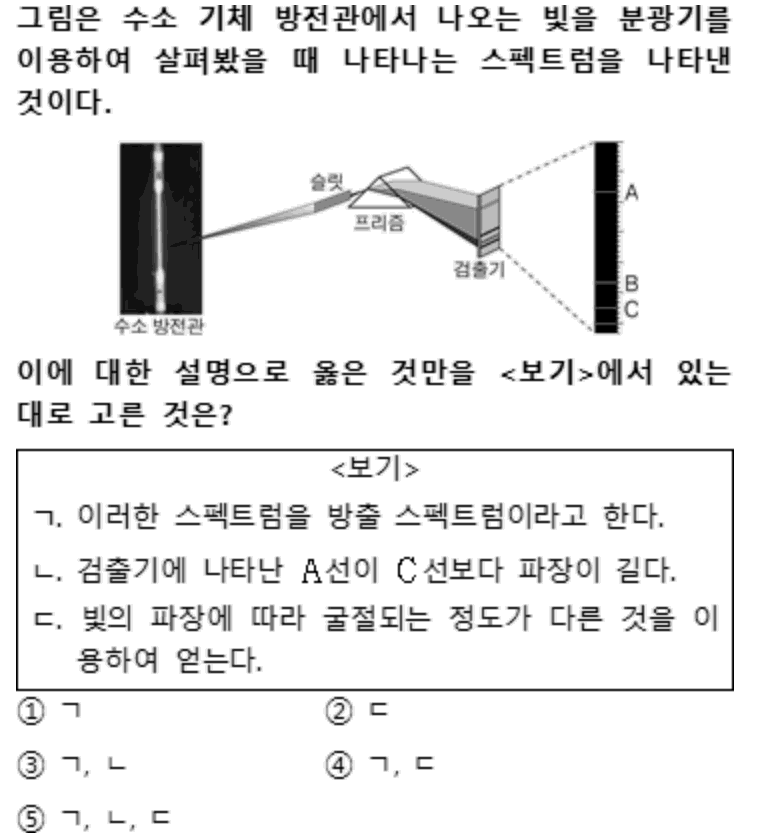 그림은 수소 기체 방전관에서 나오는 빛을 분광기를
이용하여 살펴봤을 때 나타나는 스펙트럼을 나타낸
것이다.
슬릿
프리즘
검출기
수소 방전관
A
B
C
이에 대한 설명으로 옳은 것만을 <보기>에서 있는
대로 고른 것은?
<보기>
ㄱ. 이러한 스펙트럼을 방출 스펙트럼이라고 한다.
ㄴ. 검출기에 나타난 A선이 C선보다 파장이 길다.
ㄷ. 빛의 파장에 따라 굴절되는 정도가 다른 것을 이
용하여 얻는다.
① ㄱ ② ㄷ
③ ㄱ, ㄴ ④ ㄱ, ㄷ
⑤ ㄱ, ㄴ, ㄷ